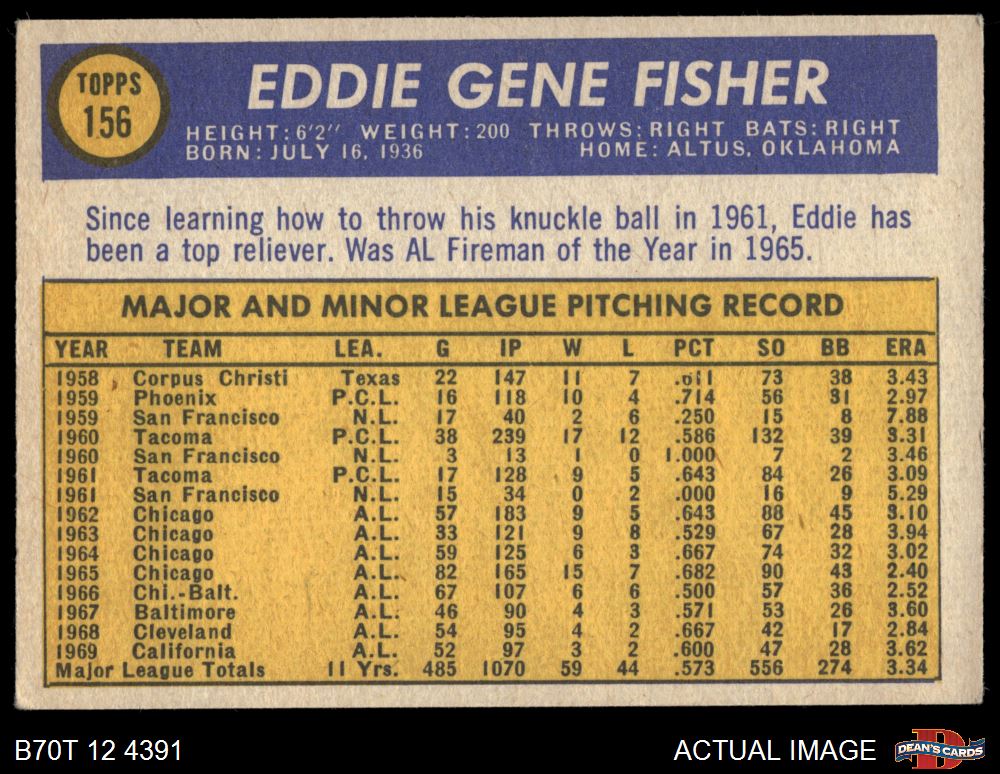 TOPPS
156
EDDIE GENE FISHER
HEIGHT: 6'2" WEIGHT: 200 THROWS: RIGHT BATS: RIGHT
BORN: JULY 16, 1936 HOME: ALTUS, OKLAHOMA
Since learning how to throw his knuckle ball in 1961, Eddie has
been a top reliever. Was AL Fireman of the Year in 1965.
MAJOR AND MINOR LEAGUE PITCHING RECORD
YEAR TEAM LEA. G IP W L PCT SO BB ERA
1958 Corpus Christi Texas 22 147 11 7 .611 73 38 3.43
1959 Phoenix P.C.L. 16 118 10 4 .714 56 31 2.97
1959 San Francisco N.L. 17 40 2 6 .250 15 8 7.88
1960 Tacoma P.C.L. 38 239 17 12 .586 132 39 3.31
1960 San Francisco N.L. 3 13 1 0 1.000 7 2 3.46
1961 Tacoma P.C.L. 17 128 9 5 .643 84 26 3.09
1961 San Francisco N.L. 15 34 0 2 .000 16 9 5.29
1962 Chicago A.L. 57 183 9 5 .643 88 45 3.10
1963 Chicago A.L. 33 121 9 8 .529 67 28 3.94
1964 Chicago A.L. 59 125 6 3 .667 74 32 3.02
1965 Chicago A.L. 82 165 15 7 .682 90 43 2.40
1966 Chi.-Balt. A.L. 67 107 6 6 .500 57 36 2.52
1967 Baltimore A.L. 46 90 4 3 .571 53 26 3.60
1968 Cleveland A.L. 54 95 4 2 .667 42 17 2.84
1969 California A.L. 52 97 3 2 .600 47 28 3.62
Major League Totals 11 Yrs. 485 1070 59 44 .573 556 274 3.34
B70T 12 4391 ACTUAL IMAGE DEAN'S CARDS